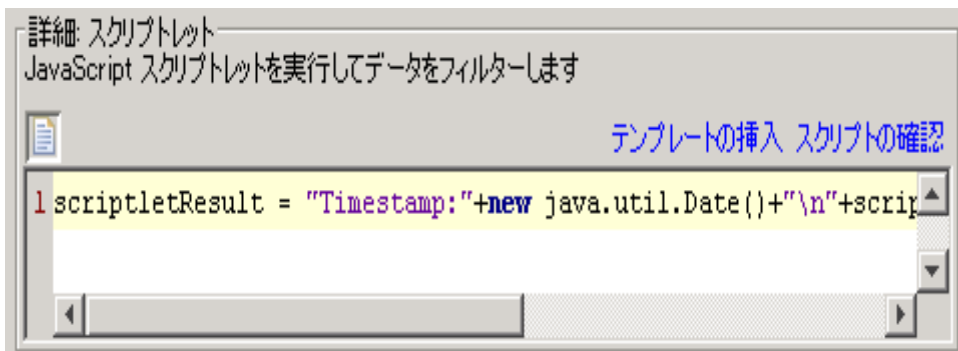 詳細: スクリプトレット
JavaScript スクリプトレットを実行してデータをフィルターします
テンプレートの挿入 スクリプトの確認
1 scriptletResult = "Timestamp:"+new java.util.Date()+"\n"+scrip